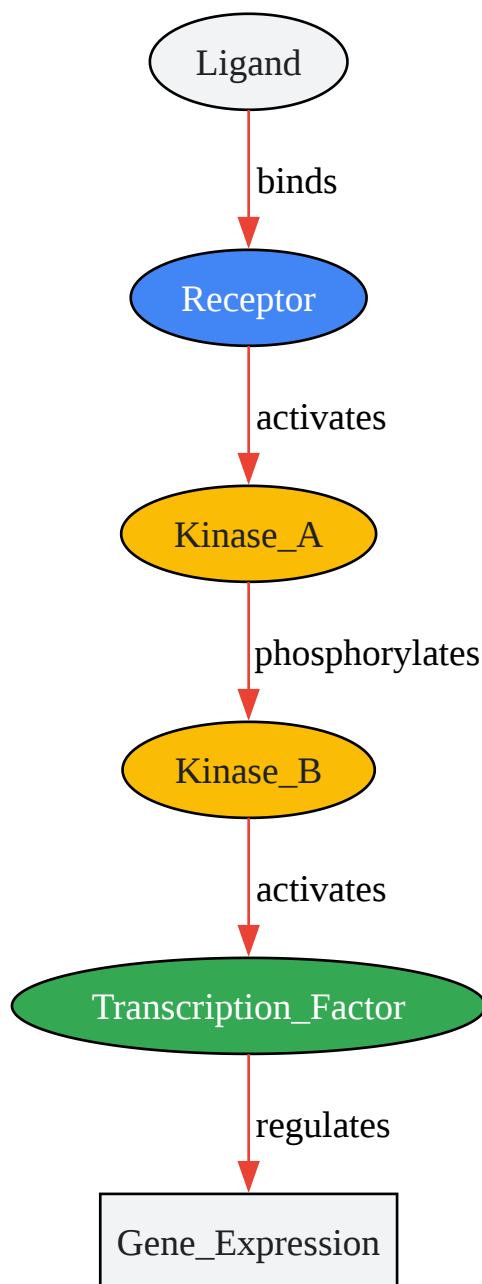 Ligand
binds
Receptor
activates
Kinase_A
phosphorylates
Kinase_B
activates
Transcription_Factor
regulates
Gene_Expression